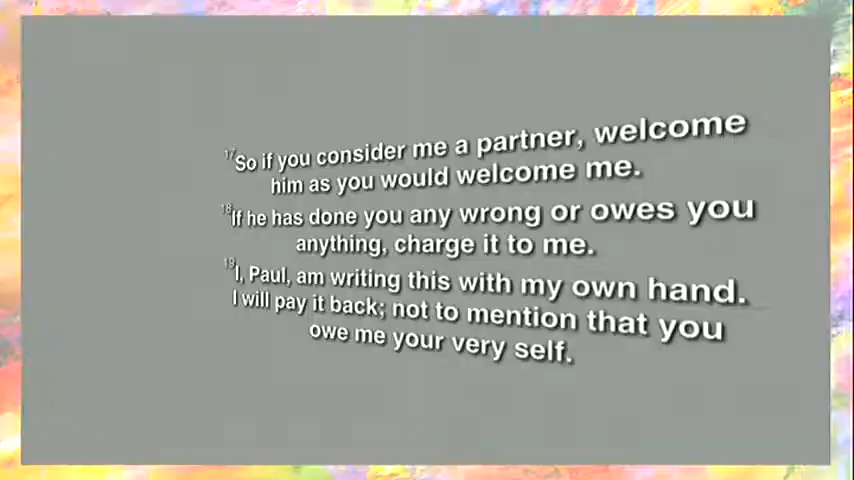 17So if you consider me a partner, welcome
him as you would welcome me.
18If he has done you any wrong or owes you
anything, charge it to me.
19I, Paul, am writing this with my own hand.
I will pay it back; not to mention that you
owe me your very self.